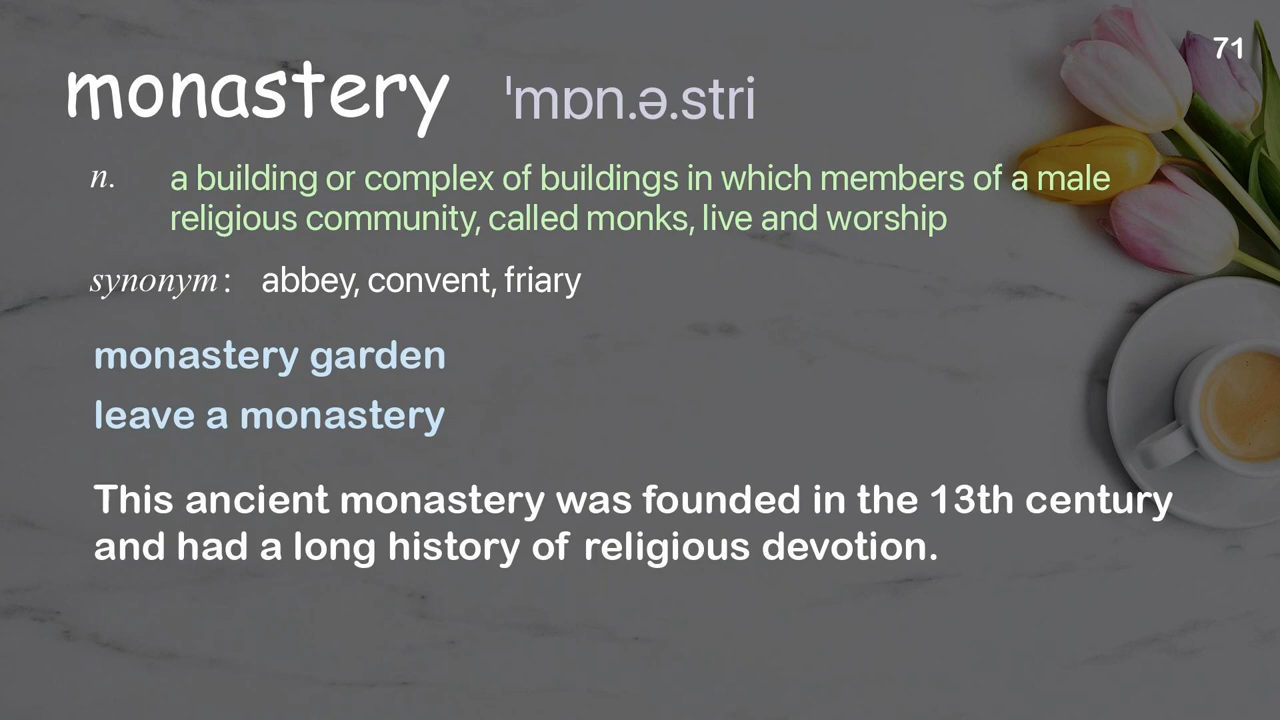 71
monastery ˈmɒn.ə.stri
n. a building or complex of buildings in which members of a male
religious community, called monks, live and worship
synonym: abbey, convent, friary
monastery garden
leave a monastery
This ancient monastery was founded in the 13th century
and had a long history of religious devotion.